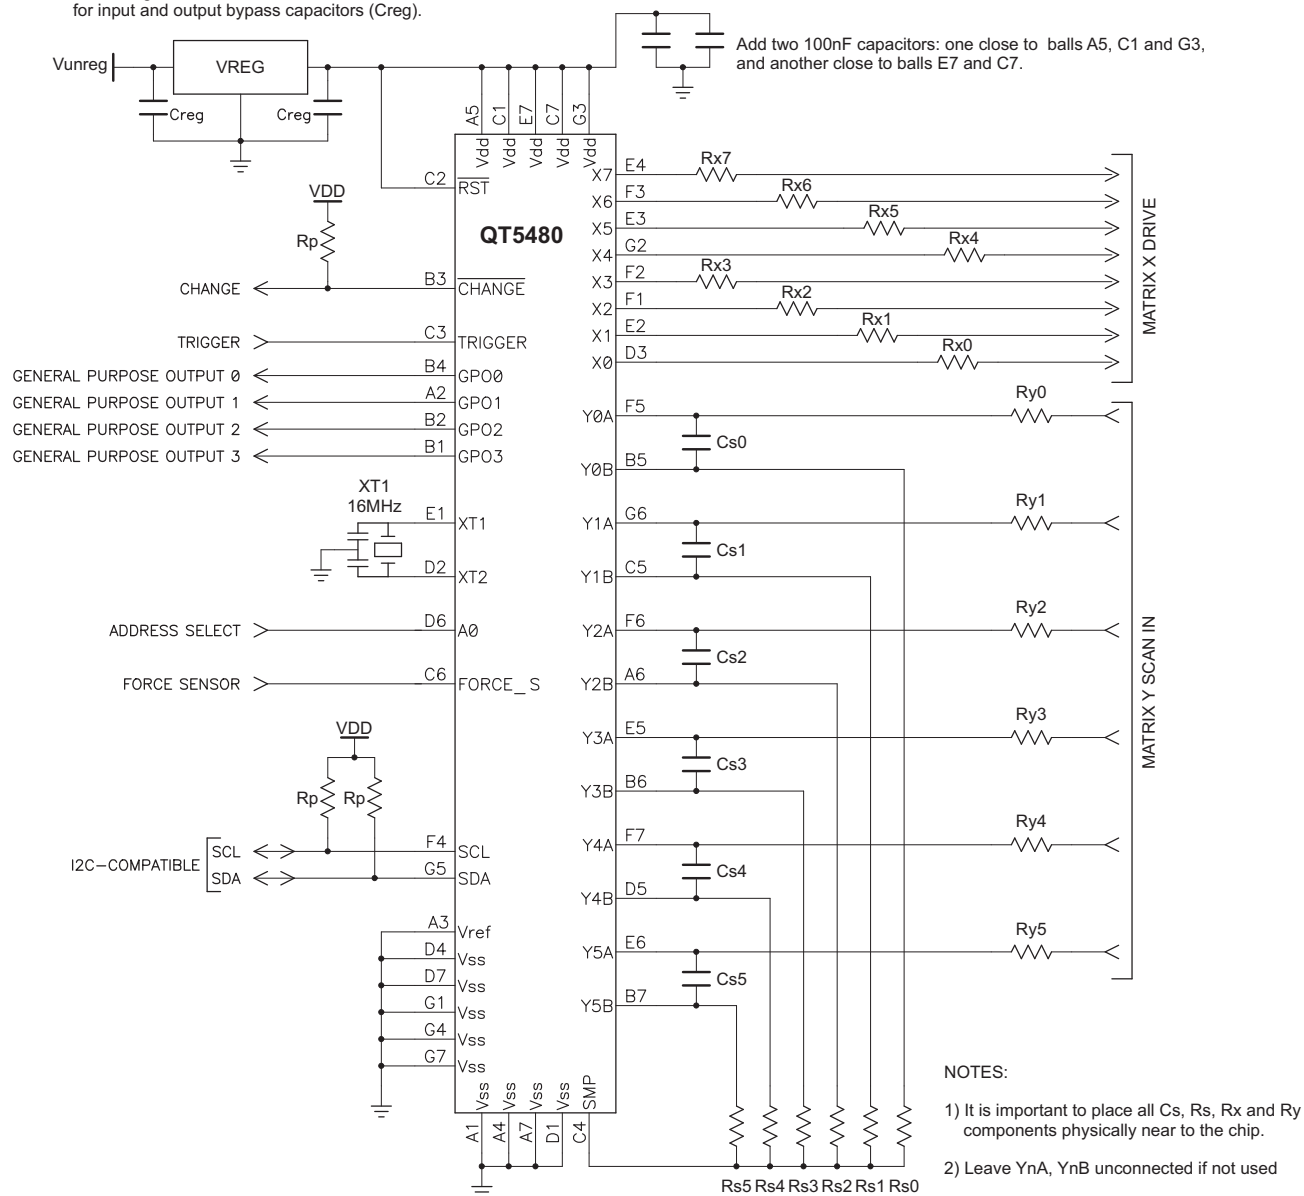 for input and output bypass capacitors (Creg).
Vunreg
VREG
Creg
Creg
Add two 100nF capacitors: one close to balls A5, C1 and G3,
and another close to balls E7 and C7.
A5 C1 E7 C7 G3
Vdd Vdd Vdd Vdd Vdd
QT5480
C2 RST
VDD
Rp
CHANGE B3 CHANGE
TRIGGER C3 TRIGGER
GENERAL PURPOSE OUTPUT 0 B4 GPO0
GENERAL PURPOSE OUTPUT 1 A2 GPO1
GENERAL PURPOSE OUTPUT 2 B2 GPO2
GENERAL PURPOSE OUTPUT 3 B1 GPO3
XT1
16MHz
E1 XT1
D2 XT2
ADDRESS SELECT D6 A0
FORCE SENSOR C6 FORCE_S
VDD
Rp Rp
I2C-COMPATIBLE
SCL F4 SCL
SDA G5 SDA
A3 Vref
D4 Vss
D7 Vss
G1 Vss
G4 Vss
G7 Vss
Vss Vss Vss Vss SMP
A1 A4 A7 D1 C4
X7 E4 Rx7
X6 F3 Rx6
X5 E3 Rx5
X4 G2 Rx4
X3 F2 Rx3
X2 F1 Rx2
X1 E2 Rx1
X0 D3 Rx0
MATRIX X DRIVE
Y0A F5 Ry0
Cs0
Y0B B5
Y1A G6 Ry1
Cs1
Y1B C5
Y2A F6 Ry2
Cs2
Y2B A6
Y3A E5 Ry3
Cs3
Y3B B6
Y4A F7 Ry4
Cs4
Y4B D5
Y5A E6 Ry5
Cs5
Y5B B7
MATRIX Y SCAN IN
Rs5 Rs4 Rs3 Rs2 Rs1 Rs0
NOTES:
1) It is important to place all Cs, Rs, Rx and Ry
components physically near to the chip.
2) Leave YnA, YnB unconnected if not used